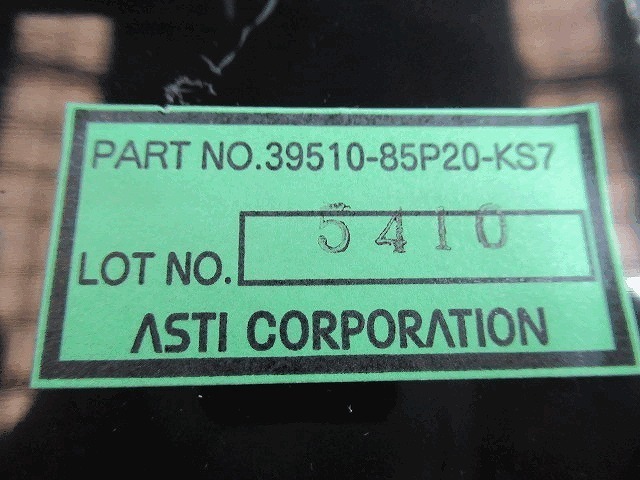 PART NO.39510-85P20-KS7
LOT NO. 5410
ASTI CORPORATION